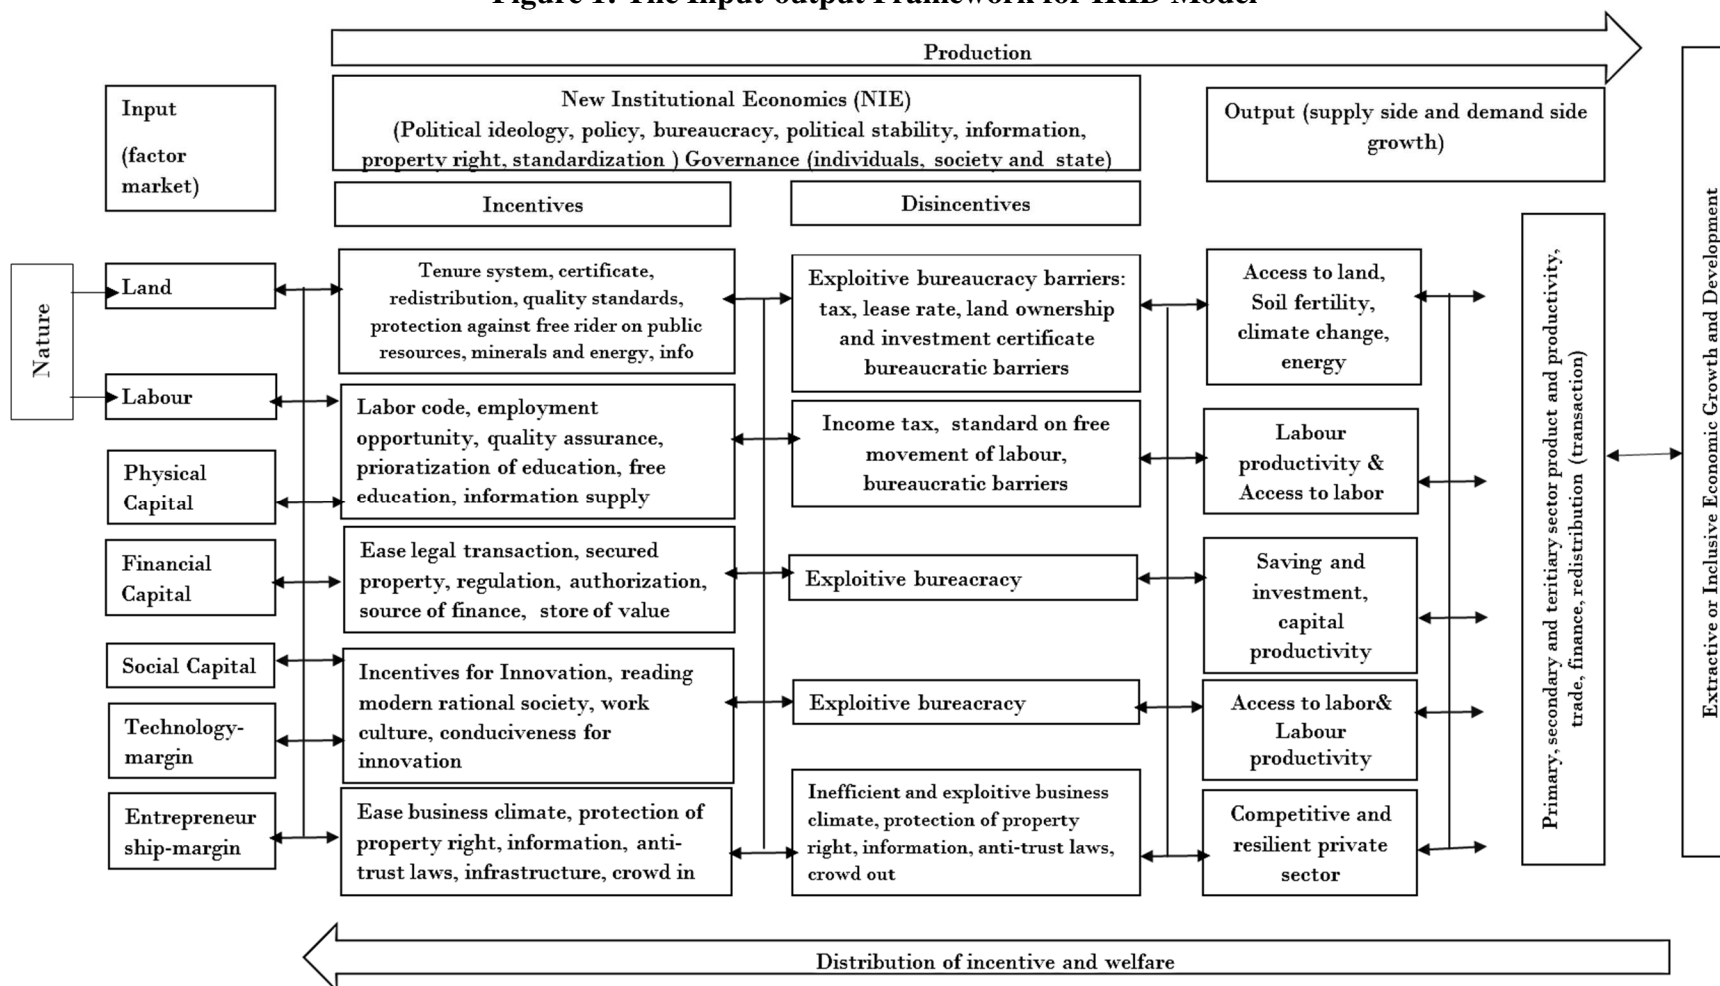 Figure 1: The Input-output Framework for IRID Model
Production
Input
(factor
market)
New Institutional Economics (NIE)
(Political ideology, policy, bureaucracy, political stability, information,
property right, standardization ) Governance (individuals, society and state)
Output (supply side and demand side
growth)
Incentives
Disincentives
Nature
Land
Tenure system, certificate,
redistribution, quality standards,
protection against free rider on public
resources, minerals and energy, info
Exploitive bureaucracy barriers:
tax, lease rate, land ownership
and investment certificate
bureaucratic barriers
Access to land,
Soil fertility,
climate change,
energy
Labour
Labor code, employment
opportunity, quality assurance,
prioratization of education, free
education, information supply
Income tax, standard on free
movement of labour,
bureaucratic barriers
Labour
productivity &
Access to labor
Physical
Capital
Financial
Capital
Ease legal transaction, secured
property, regulation, authorization,
source of finance, store of value
Exploitive bureacracy
Saving and
investment,
capital
productivity
Social Capital
Incentives for Innovation, reading
modern rational society, work
culture, conduciveness for
innovation
Exploitive bureacracy
Access to labor&
Labour
productivity
Technology-
margin
Entrepreneur
ship-margin
Ease business climate, protection of
property right, information, anti-
trust laws, infrastructure, crowd in
Inefficient and exploitive business
climate, protection of property
right, information, anti-trust laws,
crowd out
Competitive and
resilient private
sector
Primary, secondary and tertiary sector product and productivity,
trade, finance, redistribution (transaction)
Extractive or Inclusive Economic Growth and Development
Distribution of incentive and welfare